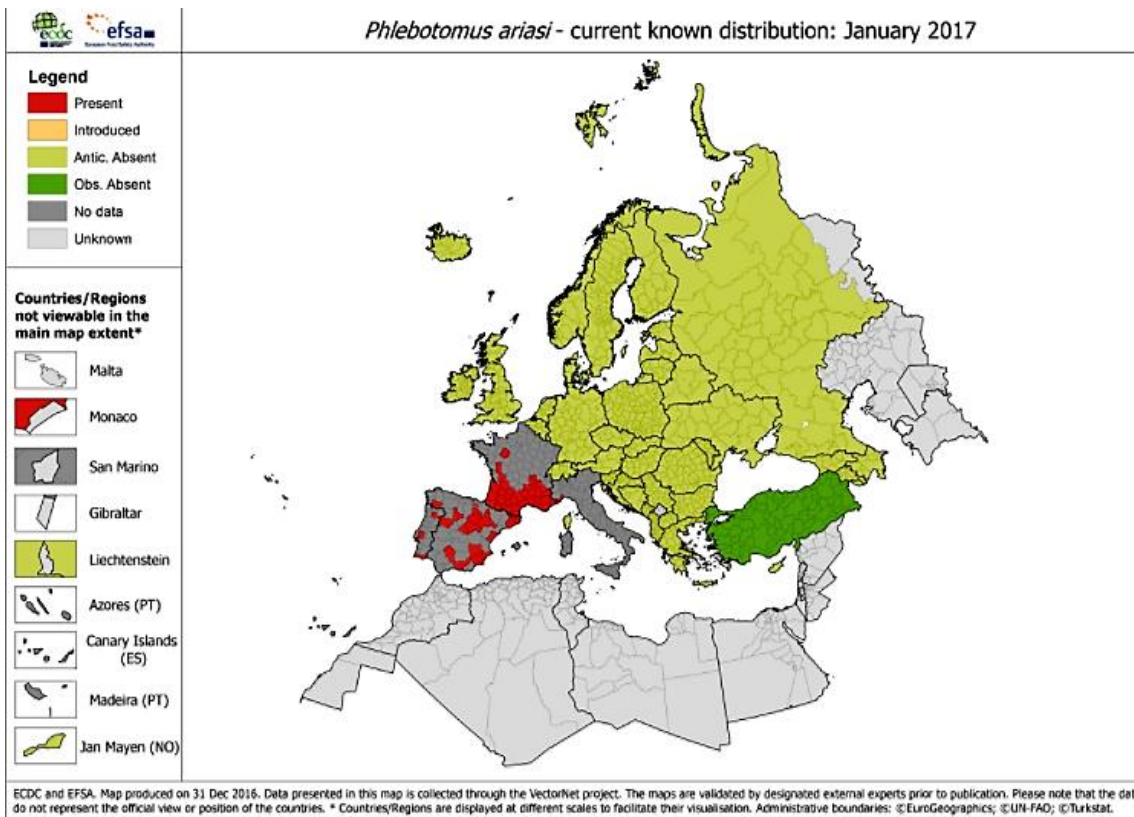 ecdc
efsa
European Food Safety Authority
Phlebotomus ariasi - current known distribution: January 2017
Legend
Present
Introduced
Antic. Absent
Obs. Absent
No data
Unknown
Countries/Regions
not viewable in the
main map extent*
Malta
Monaco
San Marino
Gibraltar
Liechtenstein
Azores (PT)
Canary Islands
(ES)
Madeira (PT)
Jan Mayen (NO)
ECDC and EFSA. Map produced on 31 Dec 2016. Data presented in this map is collected through the VectorNet project. The maps are validated by designated external experts prior to publication. Please note that the dat
do not represent the official view or position of the countries. * Countries/Regions are displayed at different scales to facilitate their visualisation. Administrative boundaries: ©EuroGeographics; ©UN-FAO; ©Turkstat.